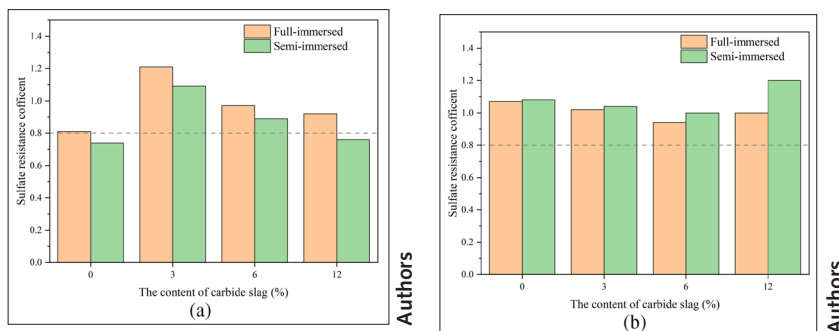 1.4
1.2
1.0
0.8
0.6
0.4
0.2
0.0
Sulfate resistance cofficent
Full-immersed
Semi-immersed
0 3 6 12
The content of carbide slag (%)
(a)
Authors
1.4
1.2
1.0
0.8
0.6
0.4
0.2
0.0
Sulfate resistance cofficent
Full-immersed
Semi-immersed
0 3 6 12
The content of carbide slag (%)
(b)
Authors